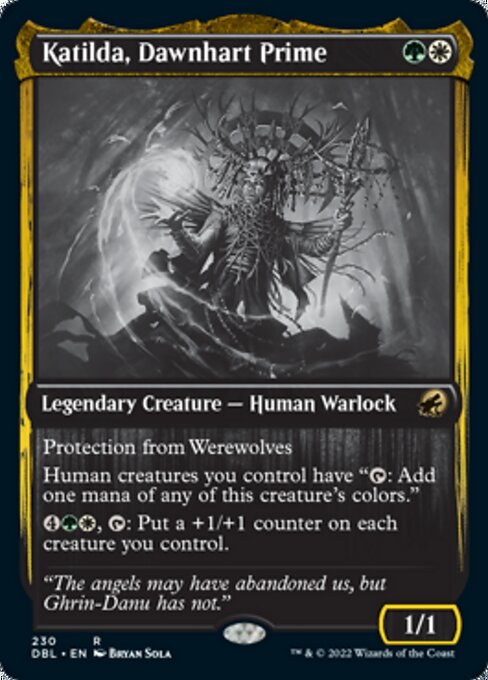 Katilda, Dawnhart Prime
Legendary Creature — Human Warlock
Protection from Werewolves
Human creatures you control have “: Add
one mana of any of this creature’s colors.”
4, : Put a +1/+1 counter on each
creature you control.
“The angels may have abandoned us, but
Ghrin-Danu has not.”
1/1
230 R
DBL • EN Bryan Sola
™ & © 2022 Wizards of the Coast